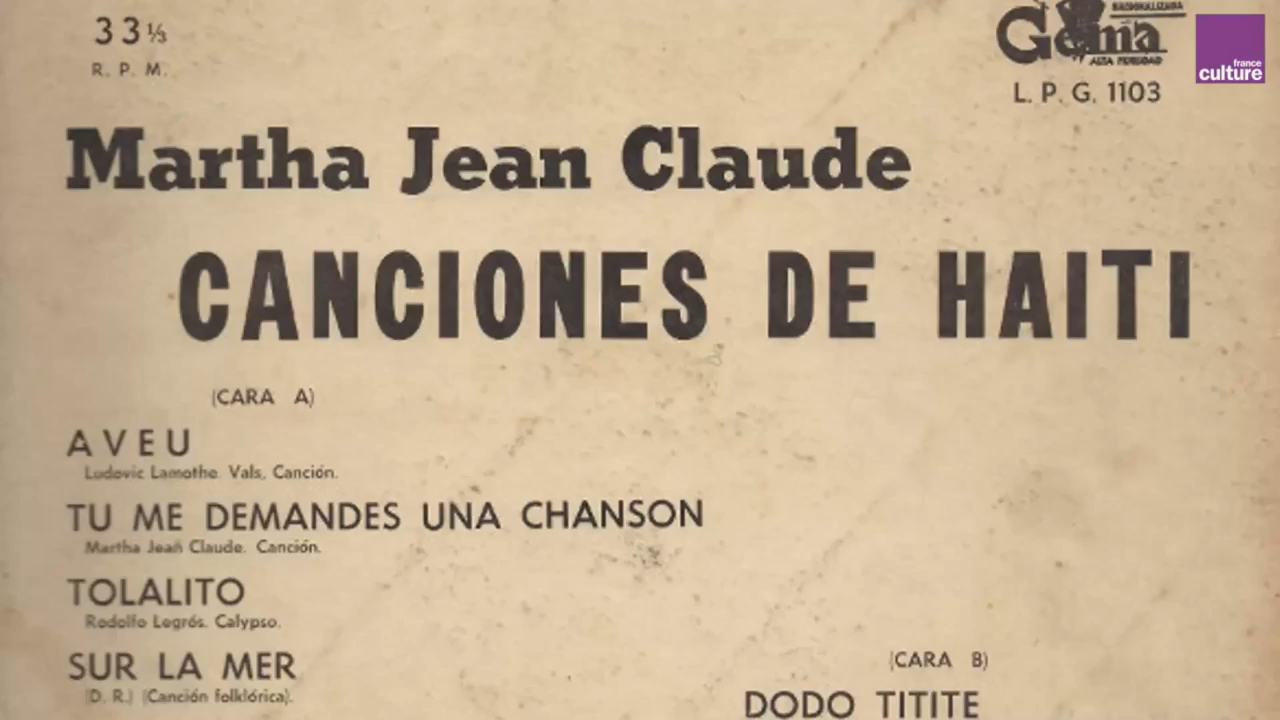 33⅓
R. P. M.
NACIONALIZADA
Gema
ALTA FIDELIDAD
L. P. G. 1103
france
culture
Martha Jean Claude
CANCIONES DE HAITI
(CARA A)
AVEU
Ludovic Lamothe. Vals, Canción.
TU ME DEMANDES UNA CHANSON
Martha Jean Claude. Canción.
TOLALITO
Rodolfo Legrós. Calypso.
SUR LA MER
(D. R.) (Canción folklórica).
(CARA B)
DODO TITITE